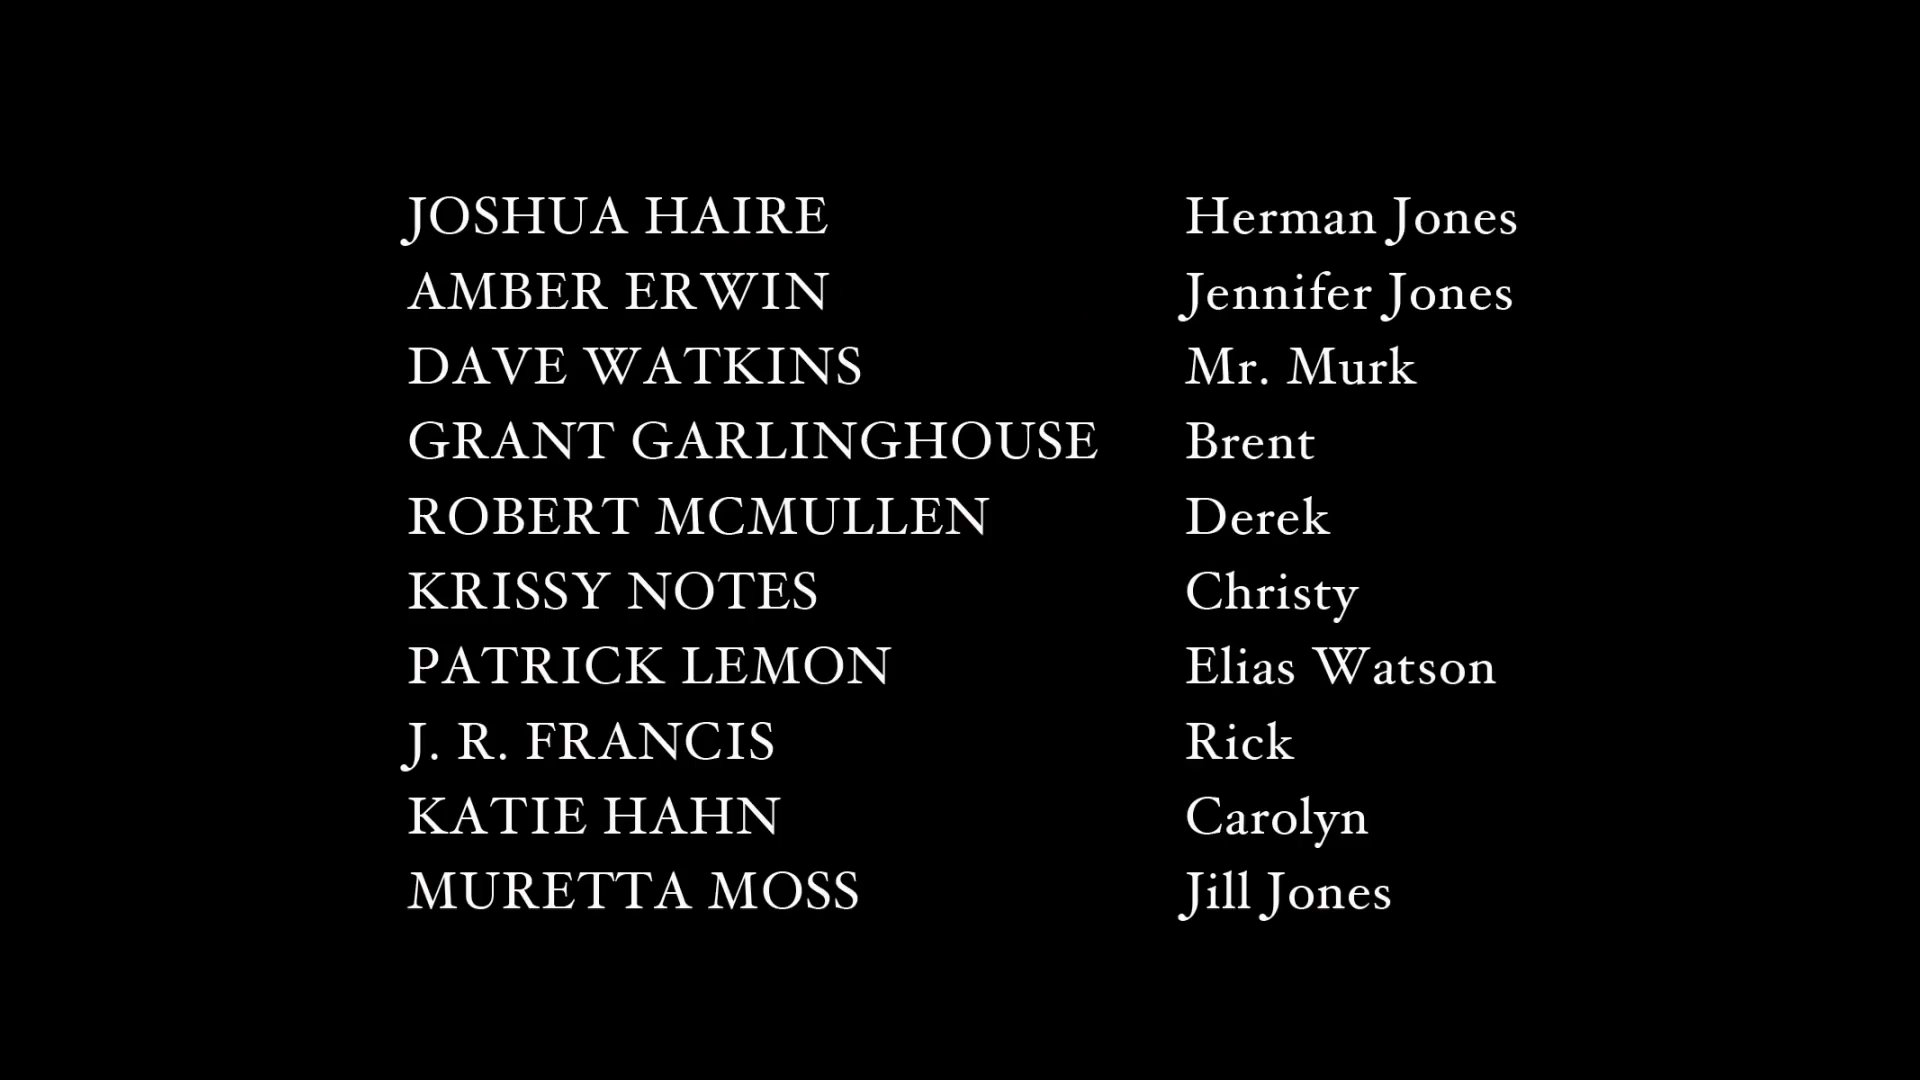 JOSHUA HAIRE Herman Jones
AMBER ERWIN Jennifer Jones
DAVE WATKINS Mr. Murk
GRANT GARLINGHOUSE Brent
ROBERT MCMULLEN Derek
KRISSY NOTES Christy
PATRICK LEMON Elias Watson
J. R. FRANCIS Rick
KATIE HAHN Carolyn
MURETTA MOSS Jill Jones